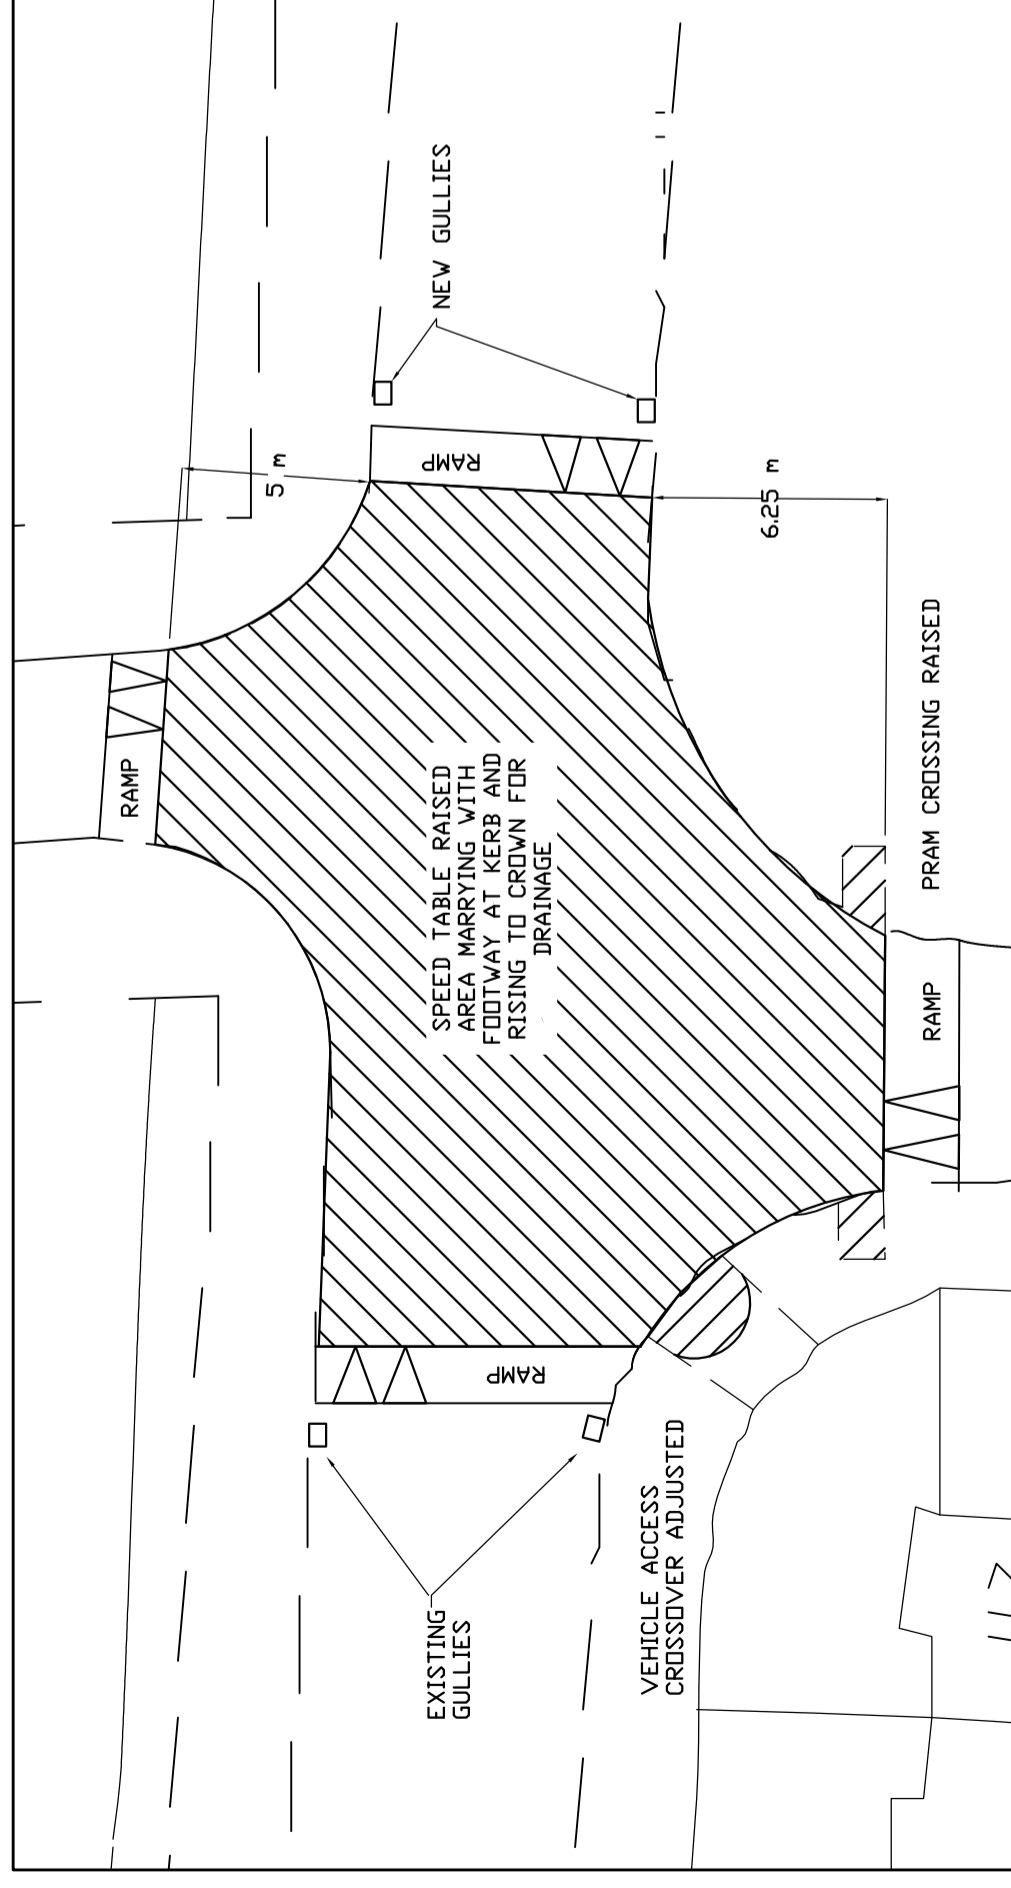 RAMP
5 m
RAMP
NEW GULLIES
SPEED TABLE RAISED
AREA MARRYING WITH
FOOTWAY AT KERB AND
RISING TO CROWN FOR
DRAINAGE
6.25 m
PRAM CROSSING RAISED
RAMP
RAMP
EXISTING
GULLIES
VEHICLE ACCESS
CROSSOVER ADJUSTED